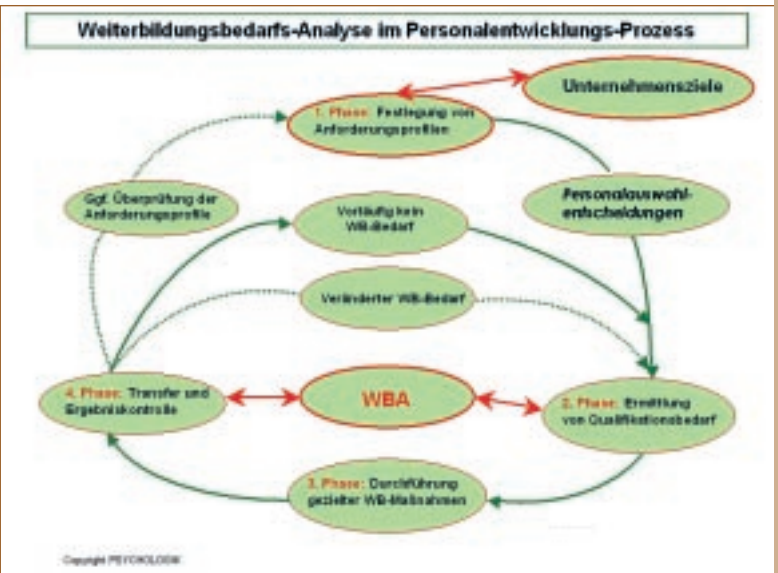 Weiterbildungsbedarfs-Analyse im Personalentwicklungs-Prozess
Unternehmensziele
1. Phase: Festlegung von
Anforderungsprofilen
Ggf. Überprüfung der
Anforderungsprofile
Personalauswahl-
entscheidungen
Vorläufig kein
WB-Bedarf
Veränderter WB-Bedarf
4. Phase: Transfer und
Ergebniskontrolle
WBA
2. Phase: Ermittlung
von Qualifikationsbedarf
3. Phase: Durchführung
gezielter WB-Maßnahmen
Copyright